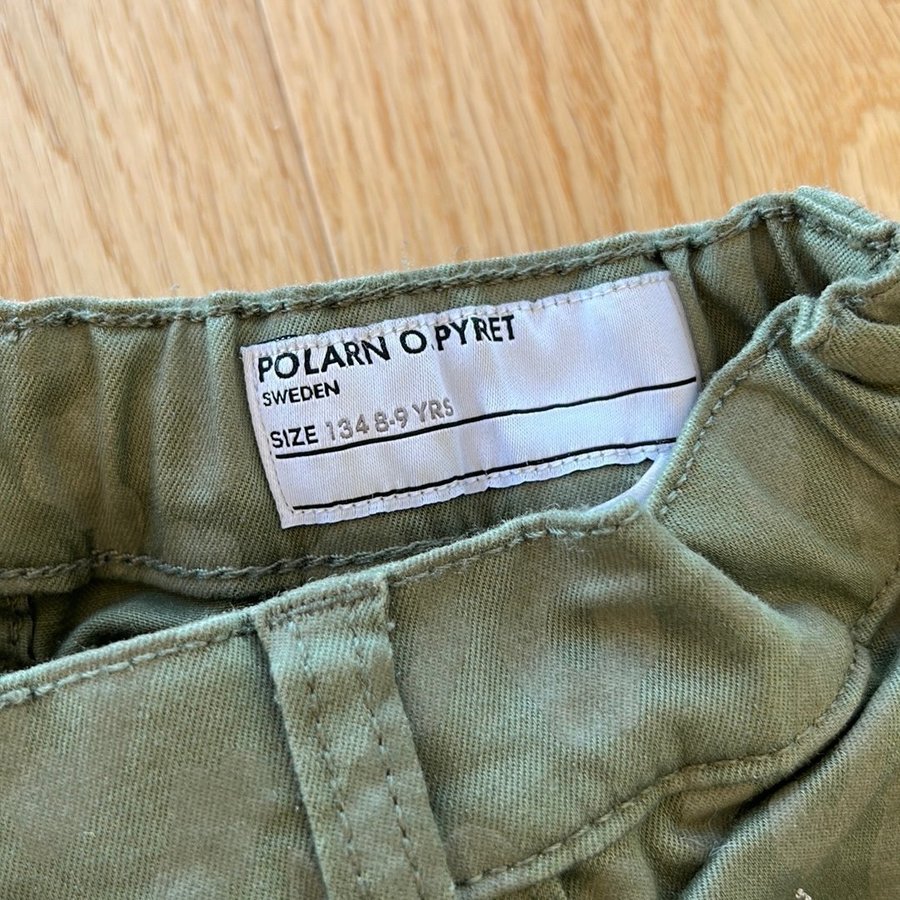 POLARN O. PYRET
SWEDEN
SIZE 134 8-9 YRS